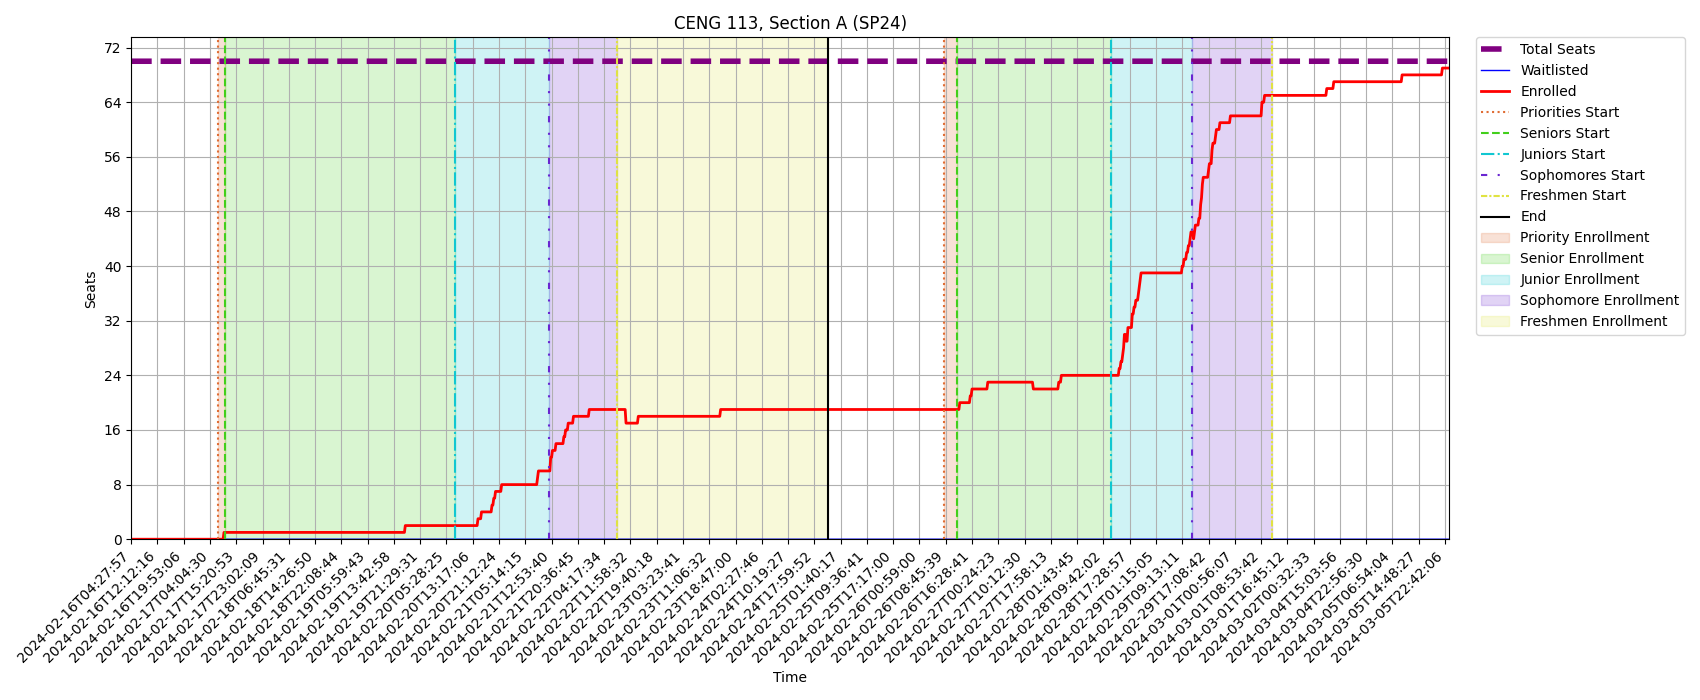 CENG 113, Section A (SP24)
72
64
56
48
40
32
24
16
8
0
Seats
2024-02-16T04:27:57
2024-02-16T12:12:16
2024-02-16T19:53:06
2024-02-17T04:04:30
2024-02-17T15:20:53
2024-02-17T23:02:09
2024-02-18T06:45:31
2024-02-18T14:26:50
2024-02-18T22:08:44
2024-02-19T05:59:43
2024-02-19T13:42:58
2024-02-19T21:29:31
2024-02-20T05:28:25
2024-02-20T13:17:06
2024-02-20T21:12:24
2024-02-21T05:14:15
2024-02-21T12:53:40
2024-02-21T20:36:45
2024-02-22T04:17:34
2024-02-22T11:58:32
2024-02-22T19:40:18
2024-02-23T03:23:41
2024-02-23T11:06:32
2024-02-23T18:47:00
2024-02-24T02:27:46
2024-02-24T10:19:27
2024-02-24T17:59:52
2024-02-25T01:40:17
2024-02-25T09:36:41
2024-02-25T17:17:00
2024-02-26T00:59:00
2024-02-26T08:45:39
2024-02-26T16:28:41
2024-02-27T00:24:23
2024-02-27T10:12:30
2024-02-27T17:58:13
2024-02-28T01:43:45
2024-02-28T09:42:02
2024-02-28T17:28:57
2024-02-29T01:15:05
2024-02-29T09:13:11
2024-02-29T17:08:42
2024-03-01T00:56:07
2024-03-01T08:53:42
2024-03-01T16:45:12
2024-03-02T00:32:33
2024-03-04T15:03:56
2024-03-04T22:56:30
2024-03-05T06:54:04
2024-03-05T14:48:27
2024-03-05T22:42:06
Time
Total Seats
Waitlisted
Enrolled
Priorities Start
Seniors Start
Juniors Start
Sophomores Start
Freshmen Start
End
Priority Enrollment
Senior Enrollment
Junior Enrollment
Sophomore Enrollment
Freshmen Enrollment